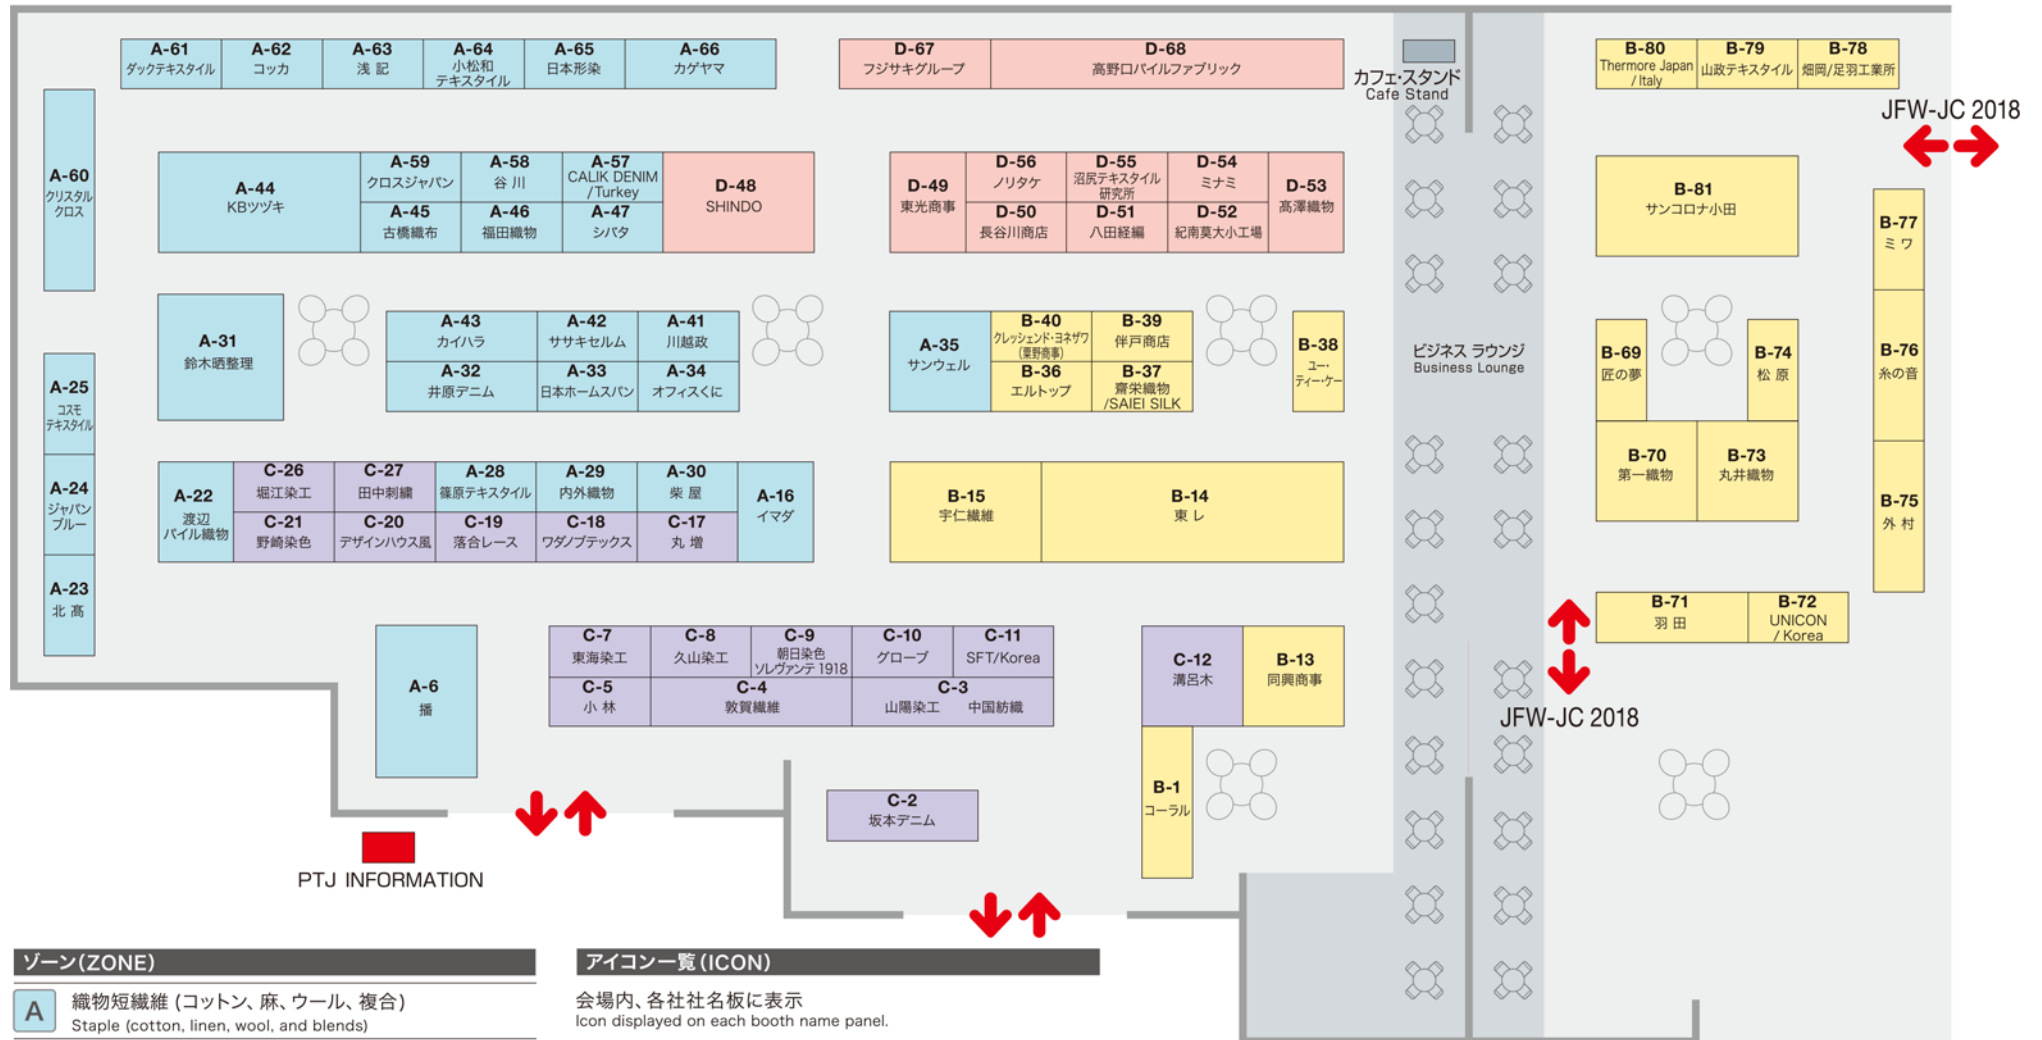 A-61
ダックテキスタイル
A-62
コッカ
A-63
浅 記
A-64
小松和
テキスタイル
A-65
日本形染
A-66
カゲヤマ
D-67
フジサキグループ
D-68
高野口パイルファブリック
カフェ・スタンド
Cafe Stand
B-80
Thermore Japan
/ Italy
B-79
山政テキスタイル
B-78
畑岡/足羽工業所
JFW-JC 2018
A-60
クリスタル
クロス
A-44
KBツヅキ
A-59
クロスジャパン
A-58
谷 川
A-57
CALIK DENIM
/Turkey
A-45
古橋織布
A-46
福田織物
A-47
シバタ
D-48
SHINDO
D-49
東光商事
D-56
ノリタケ
D-55
沼尻テキスタイル
研究所
D-54
ミナミ
D-50
長谷川商店
D-51
八田経編
D-52
紀南莫大小工場
D-53
髙澤織物
B-81
サンコロナ小田
B-77
ミ ワ
A-31
鈴木晒整理
A-43
カイハラ
A-42
ササキセルム
A-41
川越政
A-32
井原デニム
A-33
日本ホームスパン
A-34
オフィスくに
A-35
サンウェル
B-40
クレッシェンド・ヨネザワ
(粟野商事)
B-39
伴戸商店
B-36
エルトップ
B-37
齋栄織物
/SAIEI SILK
B-38
ユー・
ティー・ケー
ビジネス ラウンジ
Business Lounge
B-69
匠の夢
B-74
松 原
B-76
糸の音
A-25
コスモ
テキスタイル
A-24
ジャパン
ブルー
A-23
北 髙
A-22
渡辺
パイル織物
C-26
堀江染工
C-27
田中刺繍
A-28
篠原テキスタイル
A-29
内外織物
A-30
柴 屋
C-21
野崎染色
C-20
デザインハウス風
C-19
落合レース
C-18
ワダノブテックス
C-17
丸 増
A-16
イマダ
B-15
宇仁繊維
B-14
東 レ
B-70
第一織物
B-73
丸井織物
B-75
外 村
B-71
羽 田
B-72
UNICON
/ Korea
A-6
播
C-7
東海染工
C-8
久山染工
C-9
朝日染色
ソレヴァンテ 1918
C-10
グローブ
C-11
SFT/Korea
C-5
小 林
C-4
敦賀繊維
C-3
山陽染工 中国紡織
C-12
溝呂木
B-13
同興商事
JFW-JC 2018
B-1
コーラル
C-2
坂本デニム
PTJ INFORMATION
ゾーン(ZONE)
A
織物短繊維 (コットン、麻、ウール、複合)
Staple (cotton, linen, wool, and blends)
アイコン一覧(ICON)
会場内、各社社名板に表示
Icon displayed on each booth name panel.